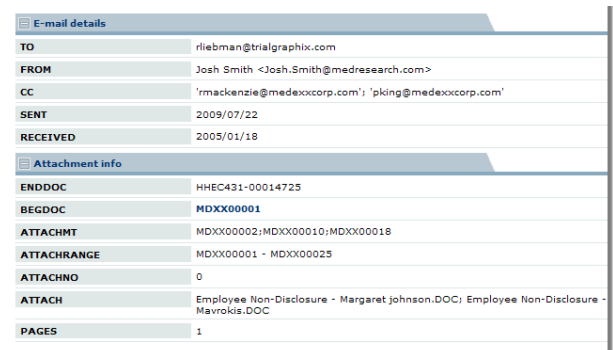 E-mail details
TO rliebman@trialgraphix.com
FROM Josh Smith <Josh.Smith@medresearch.com>
CC 'rmackenzie@medexxcorp.com'; 'pking@medexxcorp.com'
SENT 2009/07/22
RECEIVED 2005/01/18
Attachment info
ENDDOC HHEC431-00014725
BEGDOC MDXX00001
ATTACHMT MDXX00002;MDXX00010;MDXX00018
ATTACHRANGE MDXX00001 - MDXX00025
ATTACHNO 0
ATTACH Employee Non-Disclosure - Margaret johnson.DOC; Employee Non-Disclosure -
Mavrokis.DOC
PAGES 1